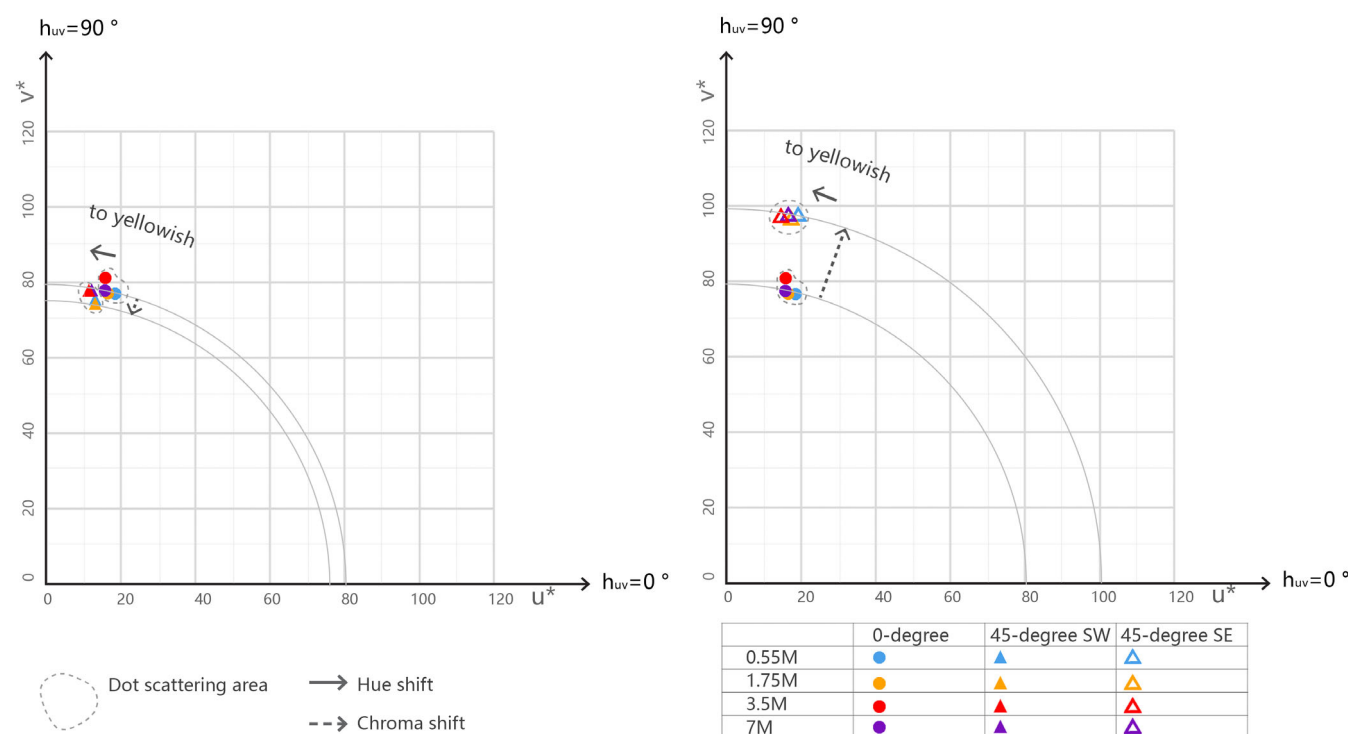 huv=90 °
v*
120
100
80
60
40
20
0
to yellowish
0 20 40 60 80 100 120
u*
huv=0 °
huv=90 °
v*
120
100
80
60
40
20
0
to yellowish
0 20 40 60 80 100 120
u*
huv=0 °
Dot scattering area
Hue shift
Chroma shift
0-degree 45-degree SW 45-degree SE
0.55M
1.75M
3.5M
7M